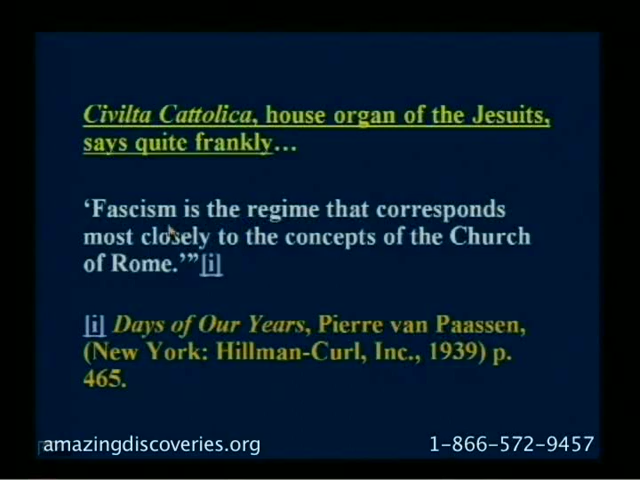 Civilta Cattolica, house organ of the Jesuits,
says quite frankly…
‘Fascism is the regime that corresponds
most closely to the concepts of the Church
of Rome.’”[i]
[i] Days of Our Years, Pierre van Paassen,
(New York: Hillman-Curl, Inc., 1939) p.
465.
amazingdiscoveries.org 1-866-572-9457